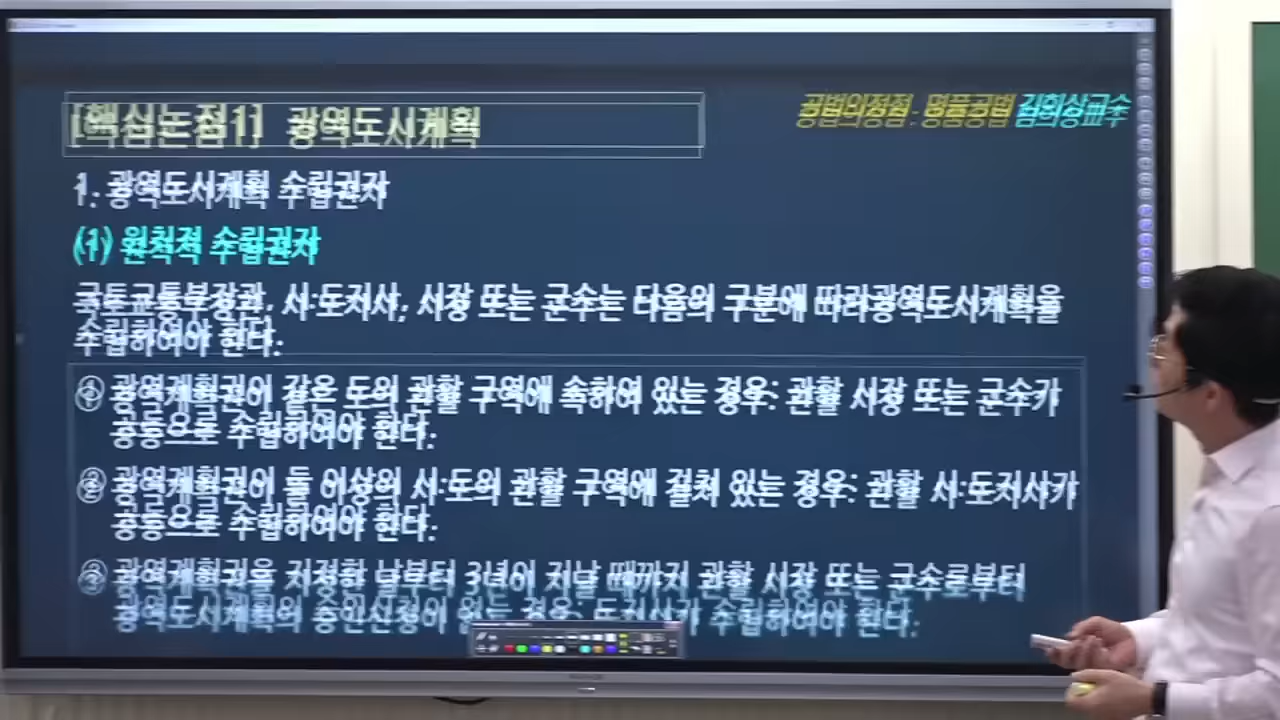 [핵심논점1] 광역도시계획
공법의정점 : 명품공법 김희상교수
1. 광역도시계획 수립권자
(1) 원칙적 수립권자
국토교통부장관, 시·도지사, 시장 또는 군수는 다음의 구분에 따라광역도시계획을
수립하여야 한다.
① 광역계획권이 같은 도의 관할 구역에 속하여 있는 경우: 관할 시장 또는 군수가
공동으로 수립하여야 한다.
② 광역계획권이 둘 이상의 시·도의 관할 구역에 걸쳐 있는 경우: 관할 시·도지사가
공동으로 수립하여야 한다.
③ 광역계획권을 지정한 날부터 3년이 지날 때까지 관할 시장 또는 군수로부터
광역도시계획의 승인신청이 없는 경우: 도지사가 수립하여야 한다.